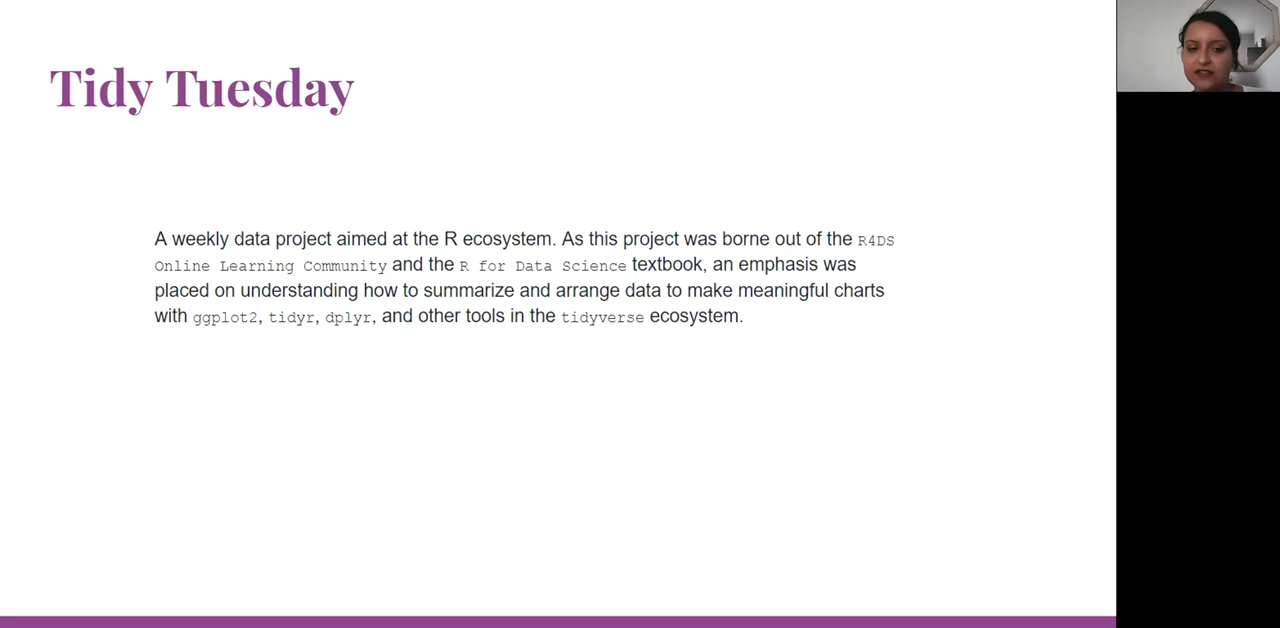 Tidy Tuesday
A weekly data project aimed at the R ecosystem. As this project was borne out of the R4DS
Online Learning Community and the R for Data Science textbook, an emphasis was
placed on understanding how to summarize and arrange data to make meaningful charts
with ggplot2, tidyr, dplyr, and other tools in the tidyverse ecosystem.